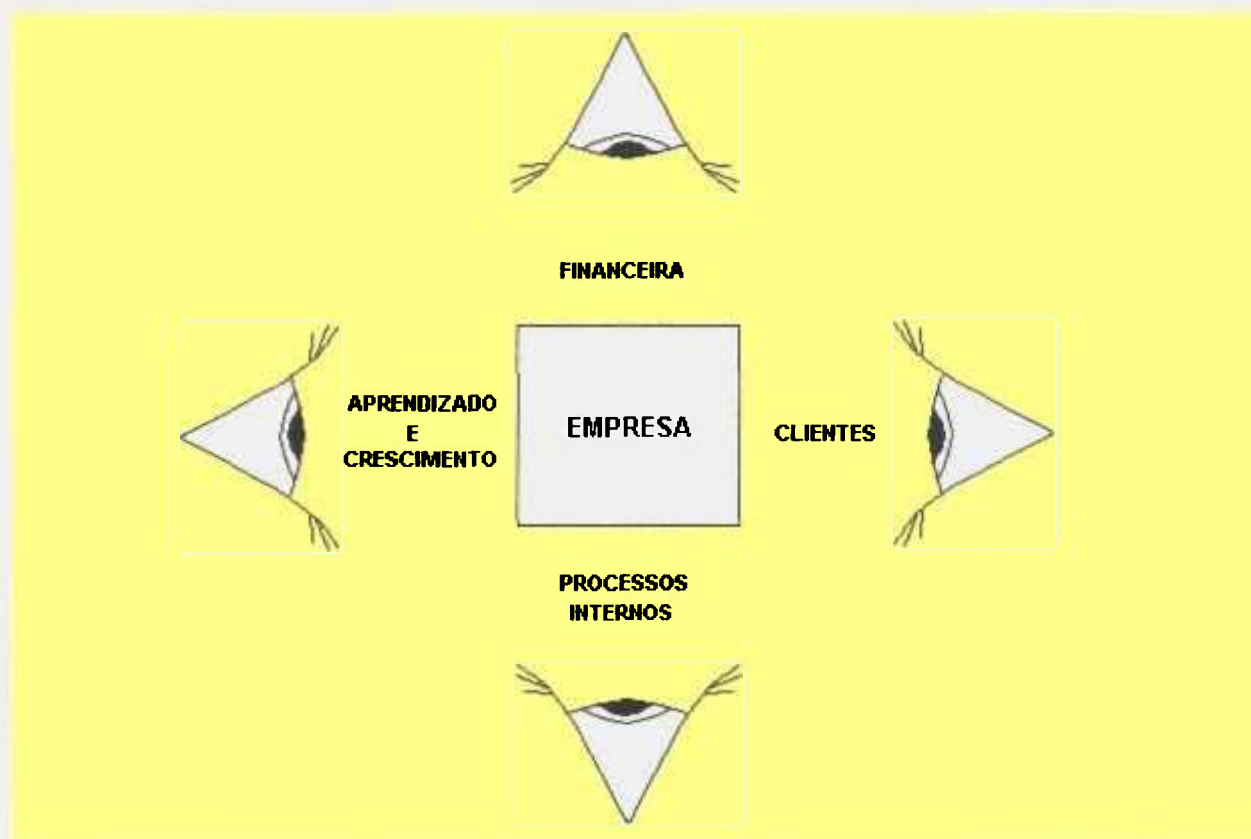 FINANCEIRA
APRENDIZADO
E
CRESCIMENTO
EMPRESA
CLIENTES
PROCESSOS
INTERNOS